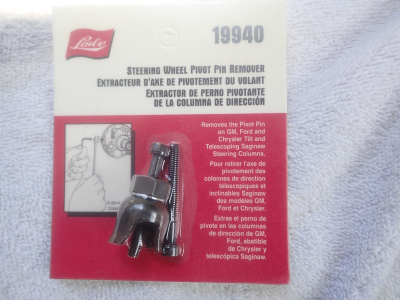 Lisle
19940
STEERING WHEEL PIVOT PIN REMOVER
EXTRACTEUR D'AXE DE PIVOTEMENT DU VOLANT
EXTRACTOR DE PERNO PIVOTANTE
DE LA COLUMNA DE DIRECCIÓN
Removes the Pivot Pin
on GM, Ford and
Chrysler Tilt and
Telescoping Saginaw
Steering Columns.
Pour retirer l'axe de
pivotement des
colonnes de direction
télescopiques et
inclinables Saginaw
des modèles GM,
Ford et Chrysler.
Extrae el perno de
pivote en las columnas
de dirección de GM,
Ford, abatible
de Chrysler y
telescópica Saginaw.